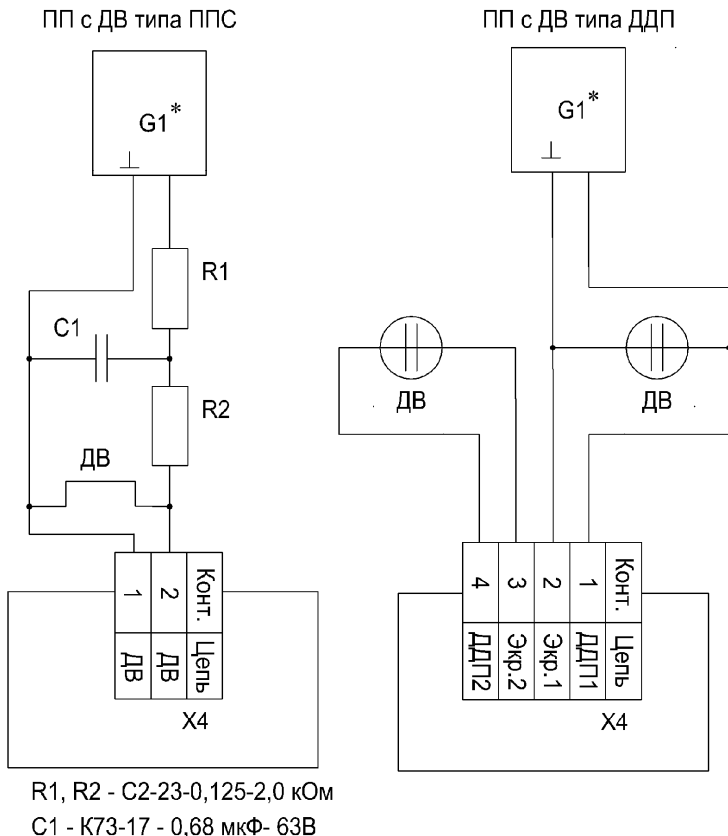 ПП с ДВ типа ППС
G1*
R1
C1
R2
ДВ
1
2
Конт.
ДВ
ДВ
Цепь
X4
R1, R2 - С2-23-0,125-2,0 кОм
С1 - К73-17 - 0,68 мкФ- 63В
ПП с ДВ типа ДДП
G1*
ДВ
ДВ
4
3
2
1
Конт.
ДДП2
Экр.2
Экр.1
ДДП1
Цепь
X4